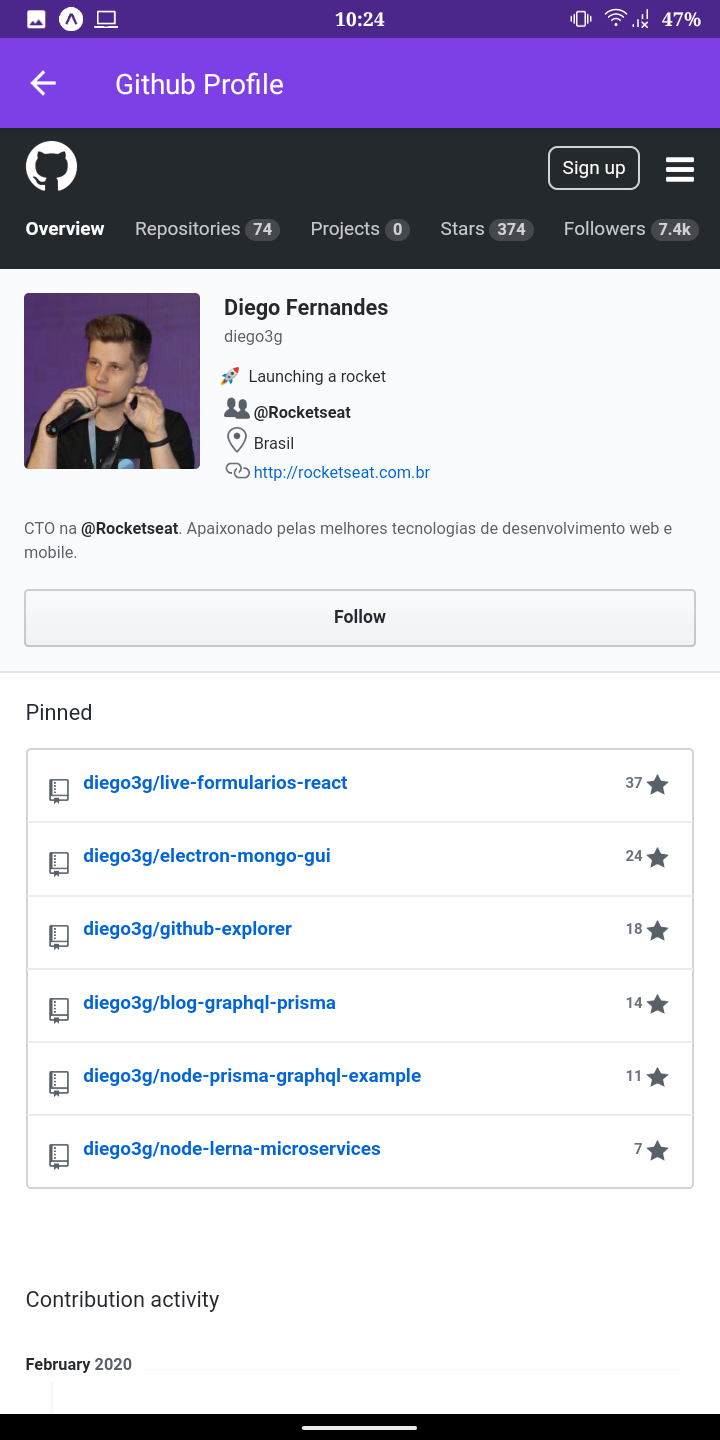 10:24
47%
Github Profile
Sign up
Overview Repositories 74 Projects 0 Stars 374 Followers 7.4k
Diego Fernandes
diego3g
🚀 Launching a rocket
@Rocketseat
Brasil
http://rocketseat.com.br
CTO na @Rocketseat. Apaixonado pelas melhores tecnologias de desenvolvimento web e
mobile.
Follow
Pinned
diego3g/live-formularios-react 37
diego3g/electron-mongo-gui 24
diego3g/github-explorer 18
diego3g/blog-graphql-prisma 14
diego3g/node-prisma-graphql-example 11
diego3g/node-lerna-microservices 7
Contribution activity
February 2020